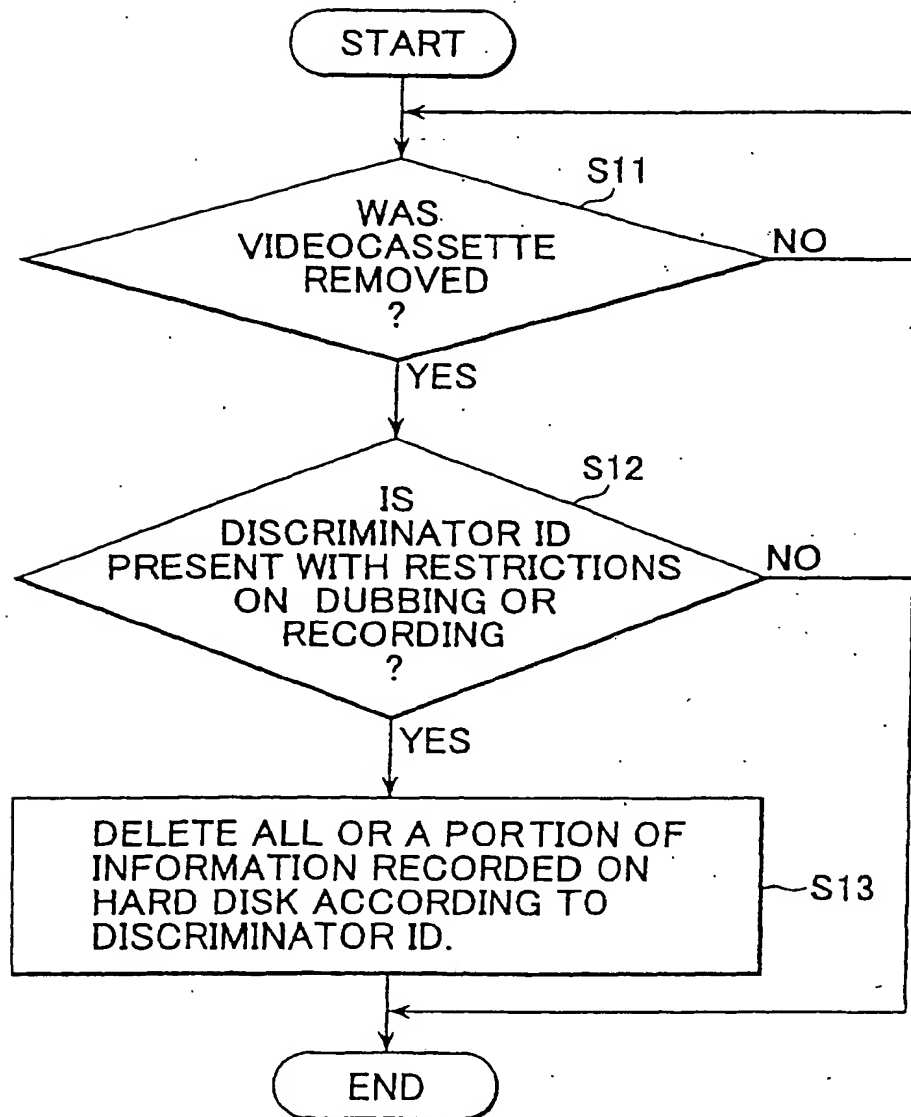 START
S11
WAS
VIDEOCASSETTE
REMOVED
?
NO
YES
S12
IS
DISCRIMINATOR ID
PRESENT WITH RESTRICTIONS
ON DUBBING OR
RECORDING
?
NO
YES
DELETE ALL OR A PORTION OF
INFORMATION RECORDED ON
HARD DISK ACCORDING TO
DISCRIMINATOR ID.
S13
END